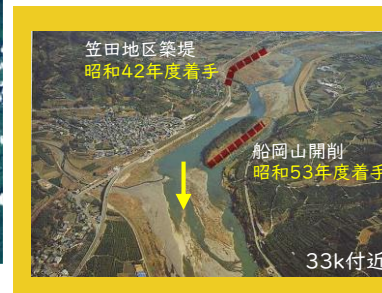 笠田地区築堤
昭和42年度着手
船岡山開削
昭和53年度着手
33k付近